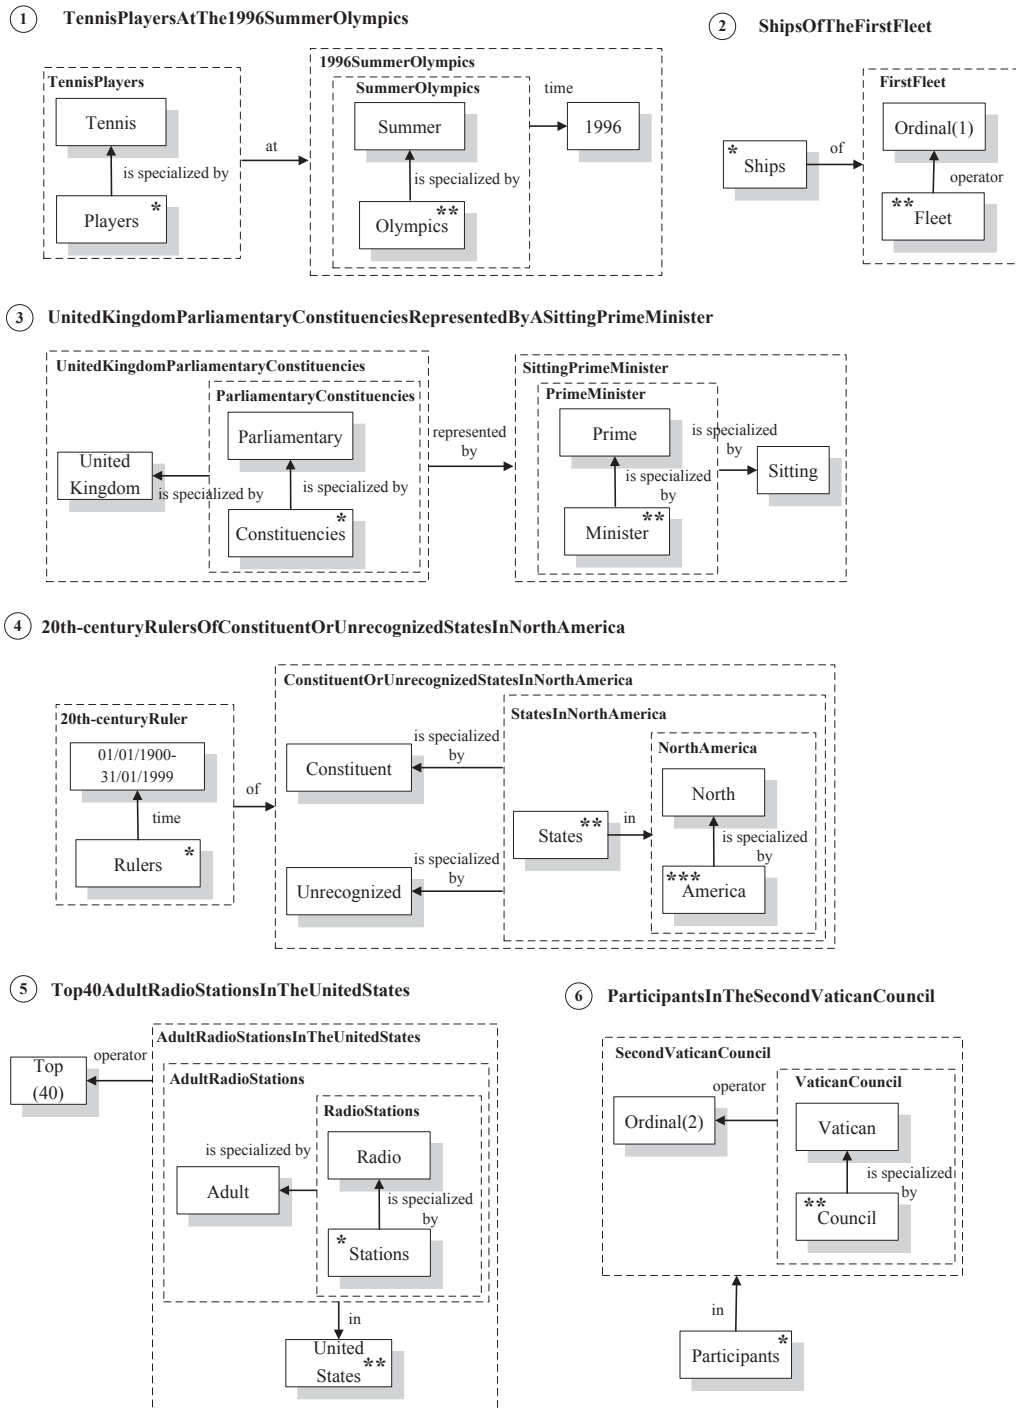 1 TennisPlayersAtThe1996SummerOlympics
TennisPlayers
Tennis
is specialized by
Players *
at
1996SummerOlympics
SummerOlympics
Summer
is specialized by
Olympics **
time
1996
2 ShipsOfTheFirstFleet
* Ships
of
FirstFleet
Ordinal(1)
operator
** Fleet
3 UnitedKingdomParliamentaryConstituenciesRepresentedByASittingPrimeMinister
UnitedKingdomParliamentaryConstituencies
ParliamentaryConstituencies
Parliamentary
United
Kingdom
is specialized by
is specialized by
Constituencies *
represented
by
SittingPrimeMinister
PrimeMinister
Prime
is specialized
by
Minister **
is specialized
by
Sitting
4 20th-centuryRulersOfConstituentOrUnrecognizedStatesInNorthAmerica
20th-centuryRuler
01/01/1900-
31/01/1999
time
Rulers *
of
ConstituentOrUnrecognizedStatesInNorthAmerica
StatesInNorthAmerica
is specialized
by
Constituent
is specialized
by
Unrecognized
States **
in
NorthAmerica
North
is specialized
by
*** America
5 Top40AdultRadioStationsInTheUnitedStates
Top
(40)
operator
AdultRadioStationsInTheUnitedStates
AdultRadioStations
RadioStations
Radio
is specialized by
Adult
is specialized
by
* Stations
in
United
States **
6 ParticipantsInTheSecondVaticanCouncil
SecondVaticanCouncil
VaticanCouncil
operator
Ordinal(2)
Vatican
is specialized
by
** Council
in
Participants *